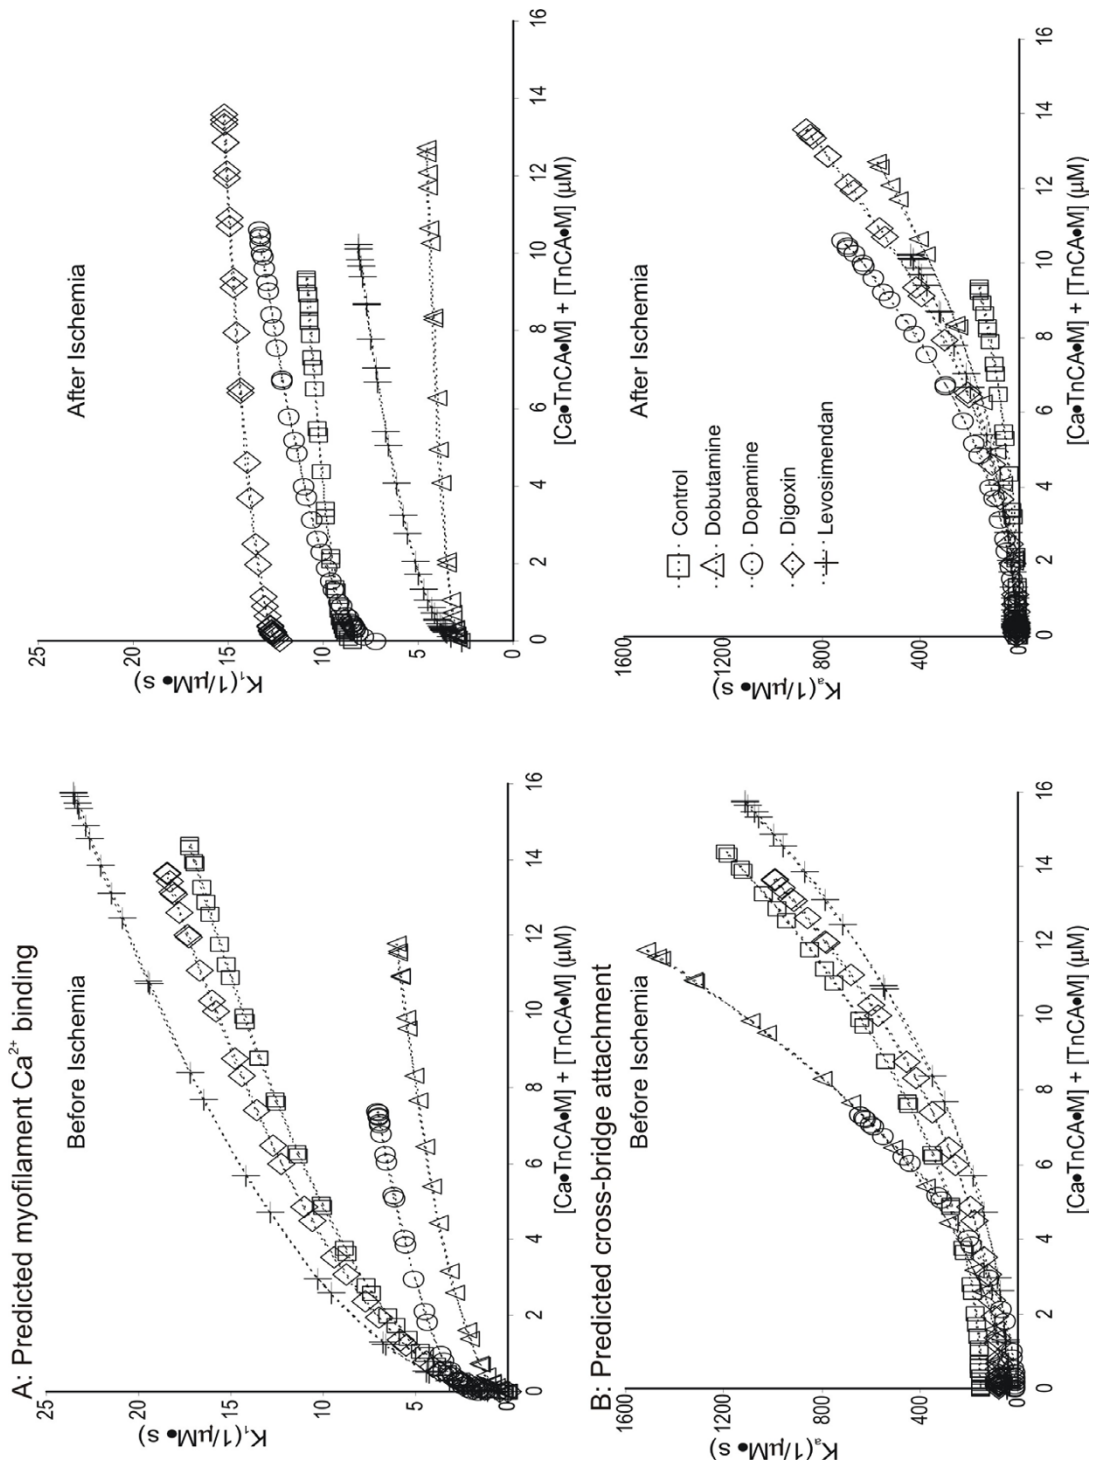 A: Predicted myofilament Ca²⁺ binding
Before Ischemia
25
20
15
10
5
0
K₁(1/μM●s)
0 2 4 6 8 10 12 14 16
[Ca●TnCA●M] + [TnCA●M] (μM)
After Ischemia
25
20
15
10
5
0
K₁(1/μM●s)
0 2 4 6 8 10 12 14 16
[Ca●TnCA●M] + [TnCA●M] (μM)
B: Predicted cross-bridge attachment
Before Ischemia
1600
1200
800
400
0
Kₐ(1/μM●s)
0 2 4 6 8 10 12 14 16
[Ca●TnCA●M] + [TnCA●M] (μM)
After Ischemia
1600
1200
800
400
0
Kₐ(1/μM●s)
Control
Dobutamine
Dopamine
Digoxin
Levosimendan
0 2 4 6 8 10 12 14 16
[Ca●TnCA●M] + [TnCA●M] (μM)